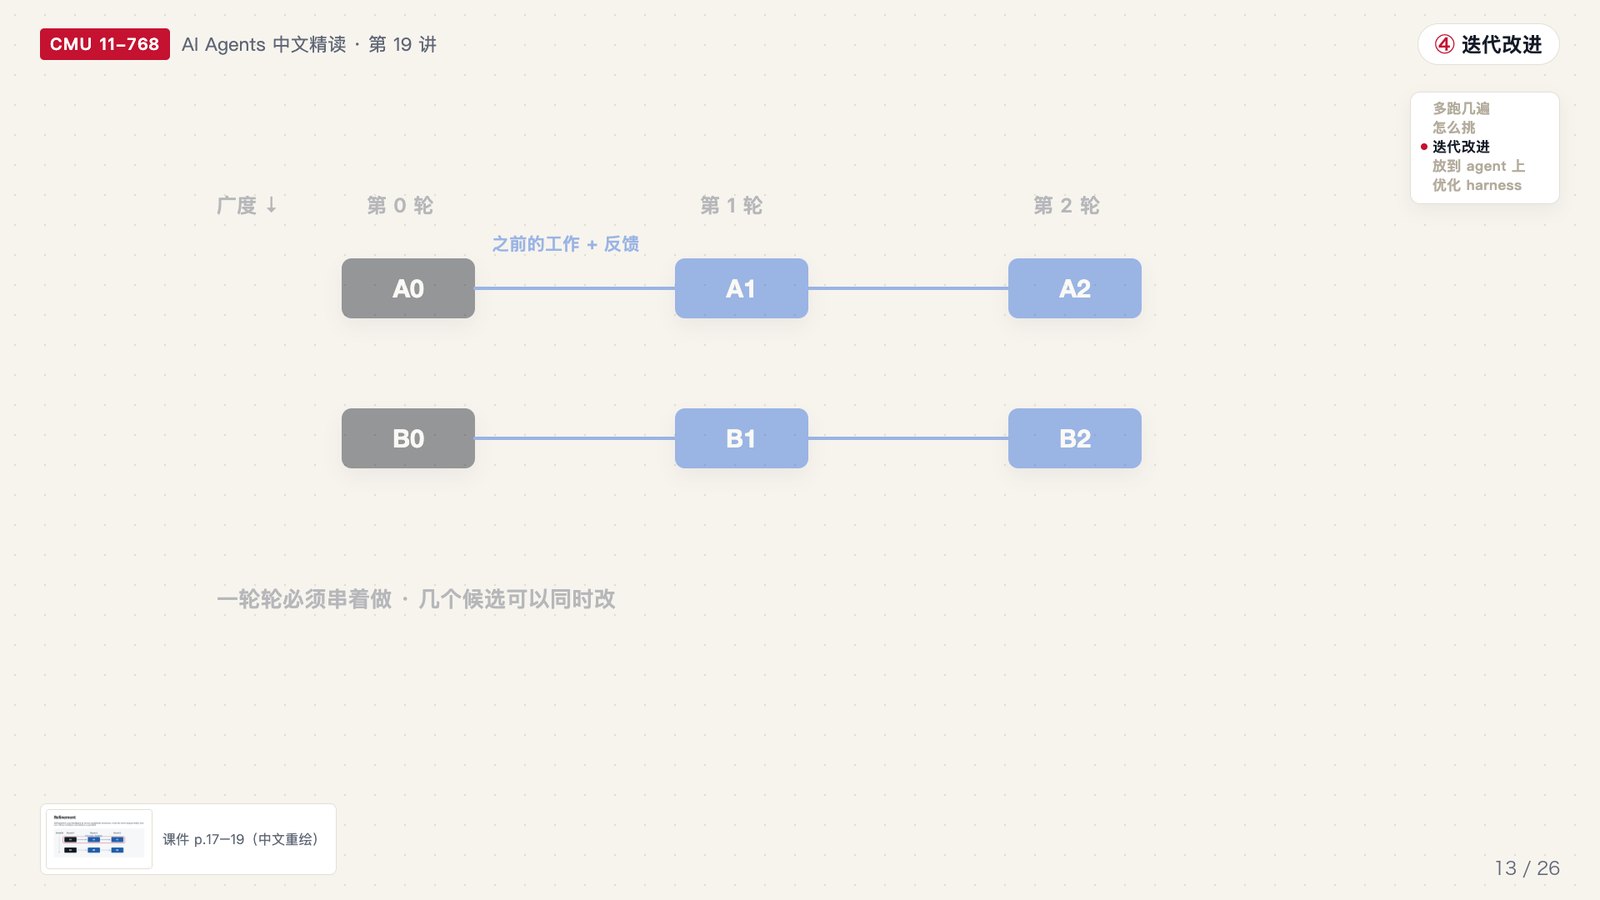 CMU 11-768 AI Agents 中文精读 · 第 19 讲
④ 迭代改进
多跑几遍
怎么挑
迭代改进
放到 agent 上
优化 harness
广度 ↓ 第 0 轮 第 1 轮 第 2 轮
之前的工作 + 反馈
A0 A1 A2
B0 B1 B2
一轮轮必须串着做 · 几个候选可以同时改
Refinement
课件 p.17—19（中文重绘）
13 / 26